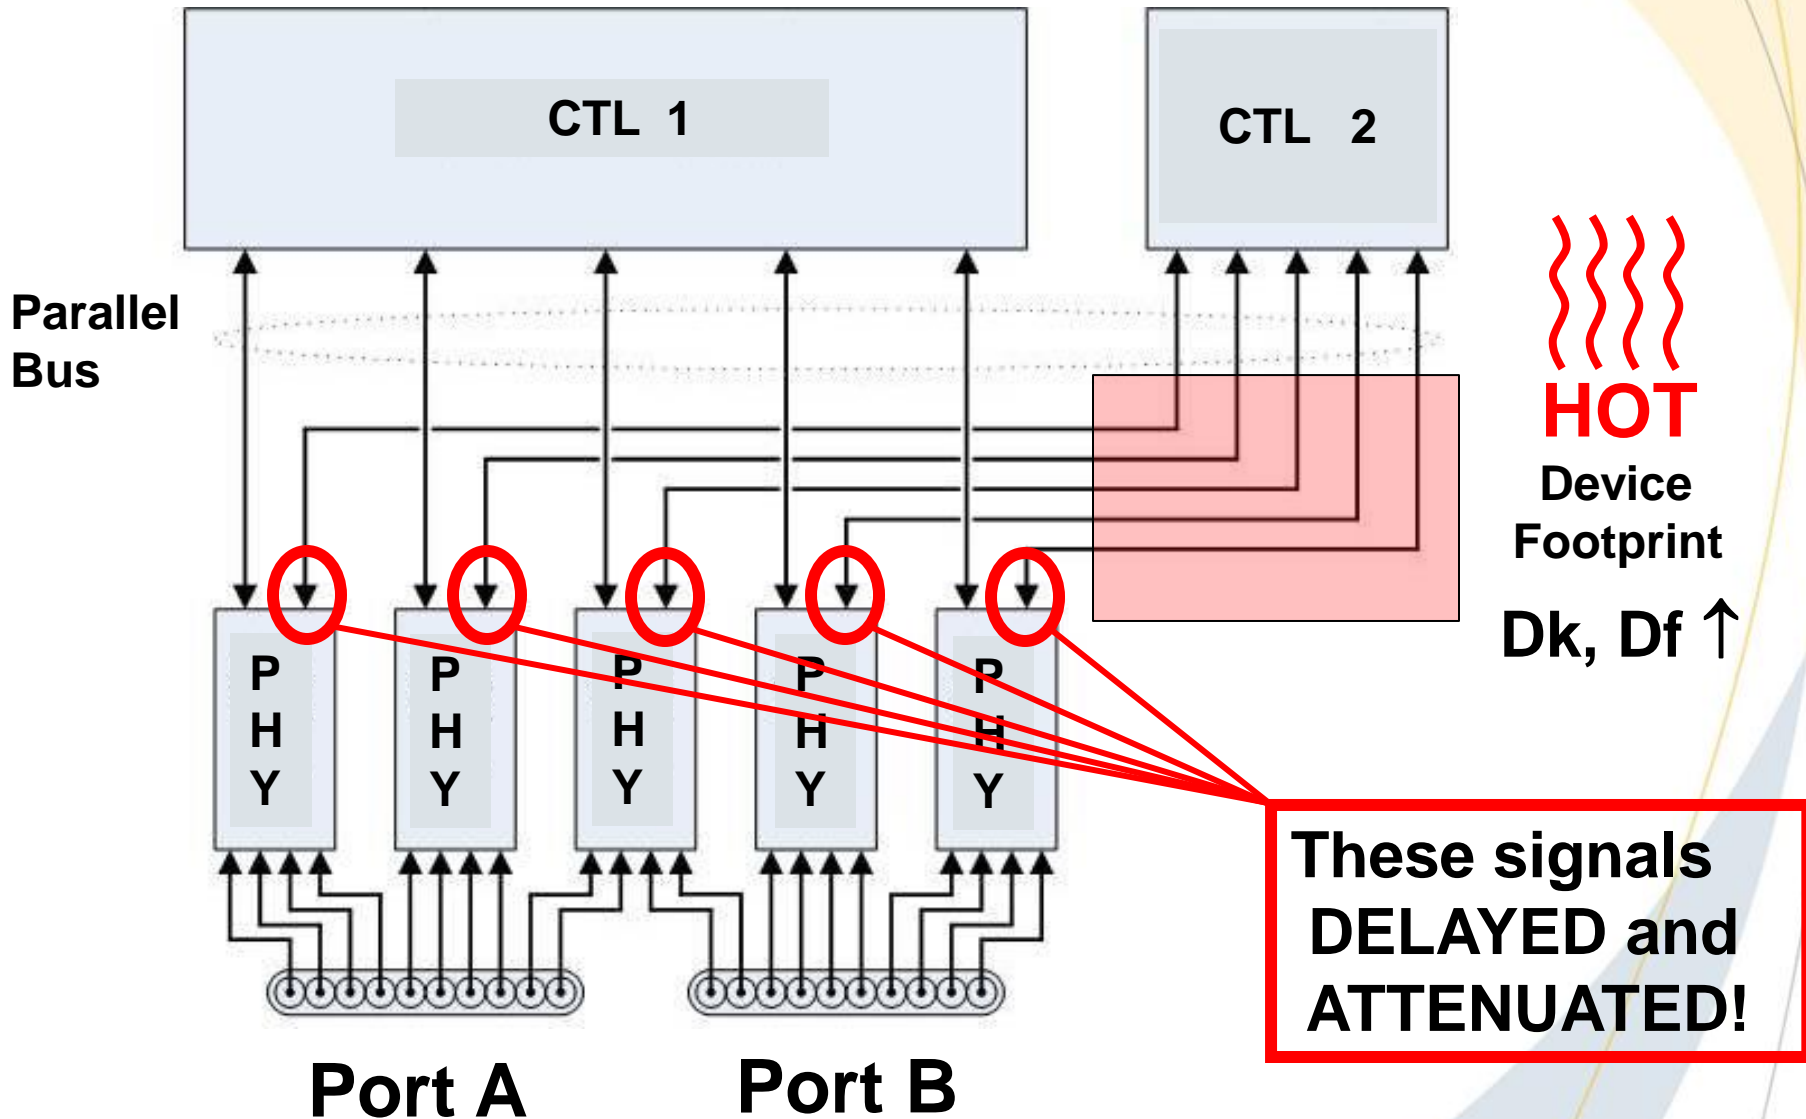 CTL 1
CTL 2
Parallel
Bus
HOT
Device
Footprint
Dk, Df ↑
P
H
Y
P
H
Y
P
H
Y
P
H
Y
P
H
Y
These signals
DELAYED and
ATTENUATED!
Port A
Port B